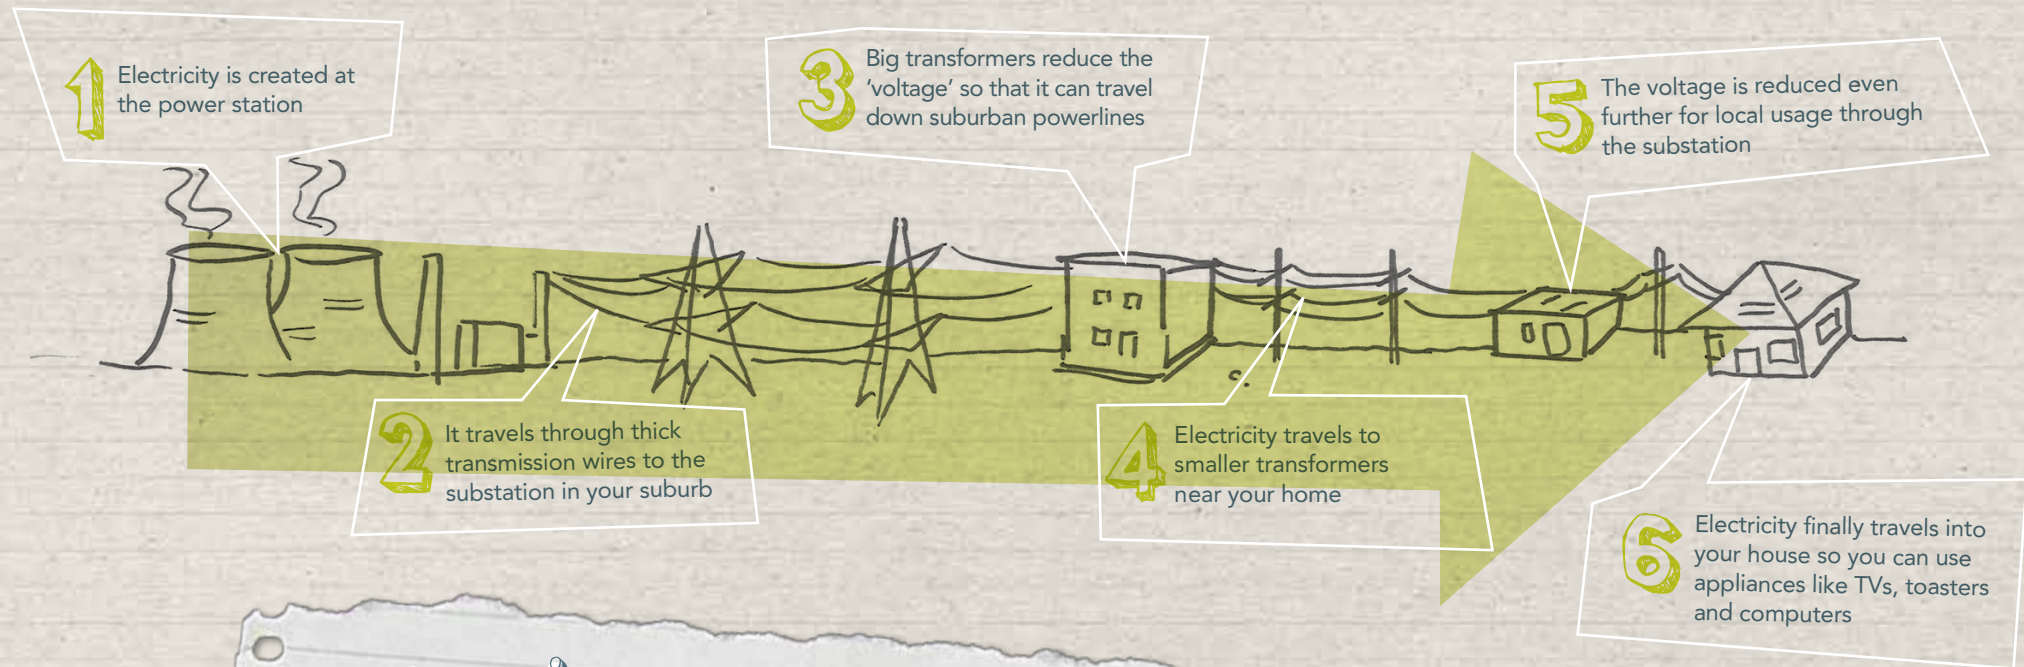 1
Electricity is created at
the power station
2
It travels through thick
transmission wires to the
substation in your suburb
3
Big transformers reduce the
'voltage' so that it can travel
down suburban powerlines
4
Electricity travels to
smaller transformers
near your home
5
The voltage is reduced even
further for local usage through
the substation
6
Electricity finally travels into
your house so you can use
appliances like TVs, toasters
and computers